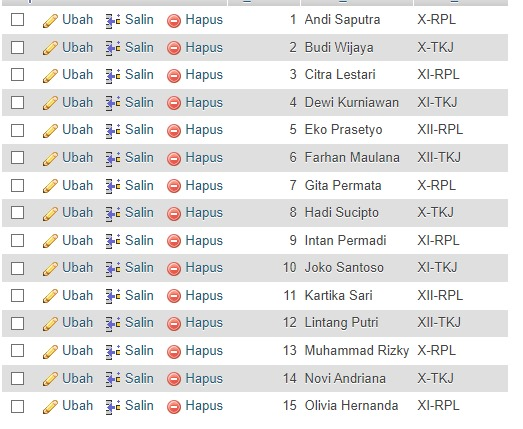 Ubah Salin Hapus 1 Andi Saputra X-RPL
Ubah Salin Hapus 2 Budi Wijaya X-TKJ
Ubah Salin Hapus 3 Citra Lestari XI-RPL
Ubah Salin Hapus 4 Dewi Kurniawan XI-TKJ
Ubah Salin Hapus 5 Eko Prasetyo XII-RPL
Ubah Salin Hapus 6 Farhan Maulana XII-TKJ
Ubah Salin Hapus 7 Gita Permata X-RPL
Ubah Salin Hapus 8 Hadi Sucipto X-TKJ
Ubah Salin Hapus 9 Intan Permadi XI-RPL
Ubah Salin Hapus 10 Joko Santoso XI-TKJ
Ubah Salin Hapus 11 Kartika Sari XII-RPL
Ubah Salin Hapus 12 Lintang Putri XII-TKJ
Ubah Salin Hapus 13 Muhammad Rizky X-RPL
Ubah Salin Hapus 14 Novi Andriana X-TKJ
Ubah Salin Hapus 15 Olivia Hernanda XI-RPL